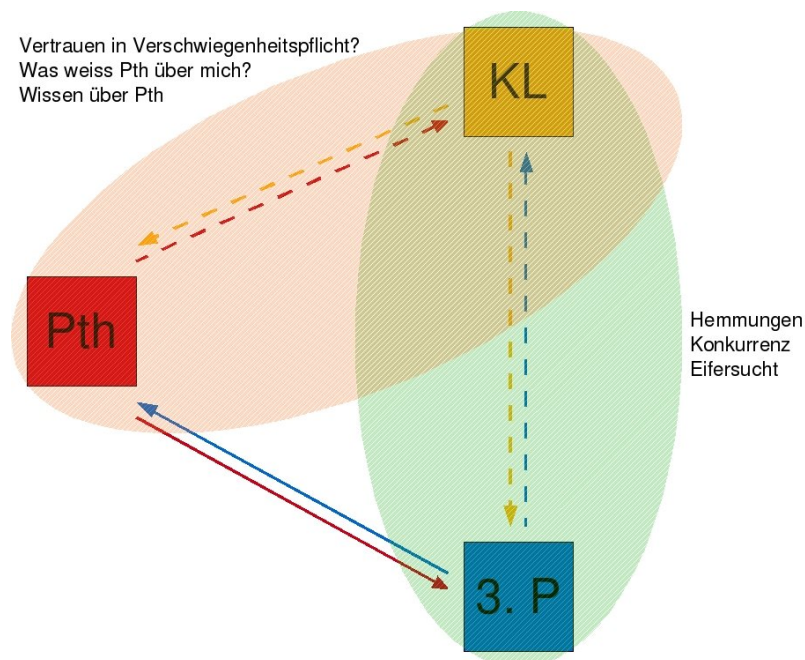 Vertrauen in Verschwiegenheitspflicht?
Was weiss Pth über mich?
Wissen über Pth
KL
Pth
Hemmungen
Konkurrenz
Eifersucht
3. P